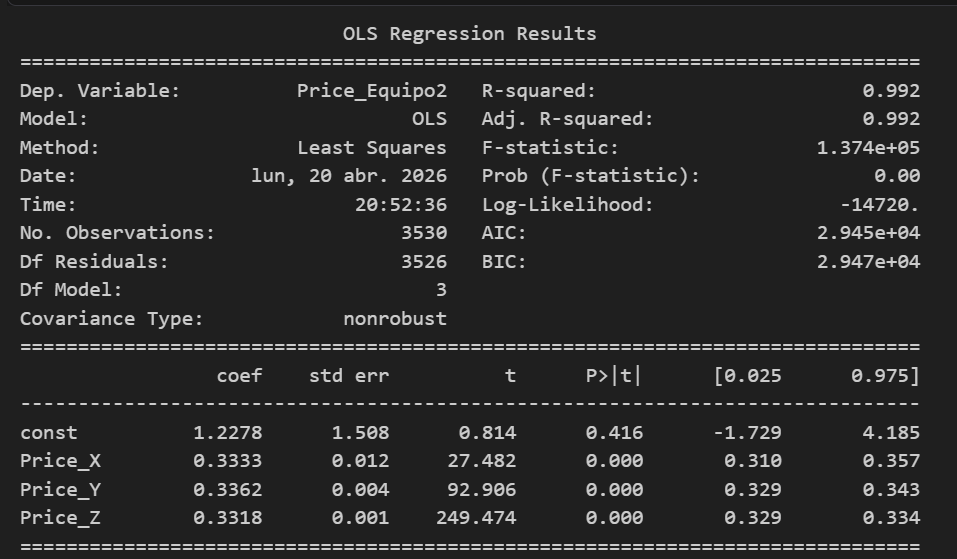 OLS Regression Results
==============================================================================
Dep. Variable: Price_Equipo2 R-squared: 0.992
Model: OLS Adj. R-squared: 0.992
Method: Least Squares F-statistic: 1.374e+05
Date: lun, 20 abr. 2026 Prob (F-statistic): 0.00
Time: 20:52:36 Log-Likelihood: -14720.
No. Observations: 3530 AIC: 2.945e+04
Df Residuals: 3526 BIC: 2.947e+04
Df Model: 3
Covariance Type: nonrobust
==============================================================================
coef std err t P>|t| [0.025 0.975]
------------------------------------------------------------------------------
const 1.2278 1.508 0.814 0.416 -1.729 4.185
Price_X 0.3333 0.012 27.482 0.000 0.310 0.357
Price_Y 0.3362 0.004 92.906 0.000 0.329 0.343
Price_Z 0.3318 0.001 249.474 0.000 0.329 0.334
==============================================================================